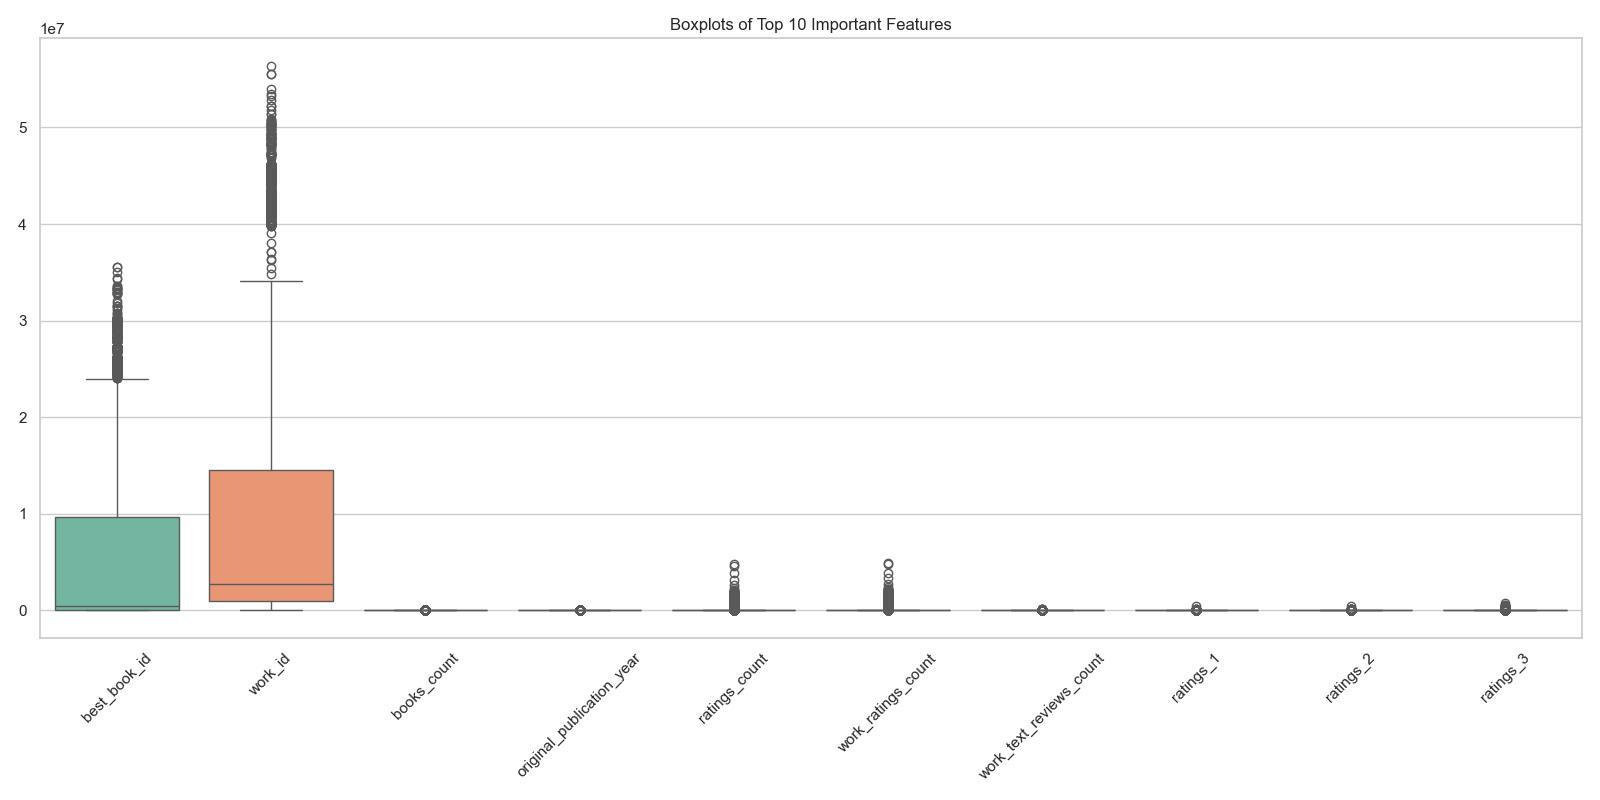 Boxplots of Top 10 Important Features
1e7
5
4
3
2
1
0
best_book_id
work_id
books_count
original_publication_year
ratings_count
work_ratings_count
work_text_reviews_count
ratings_1
ratings_2
ratings_3